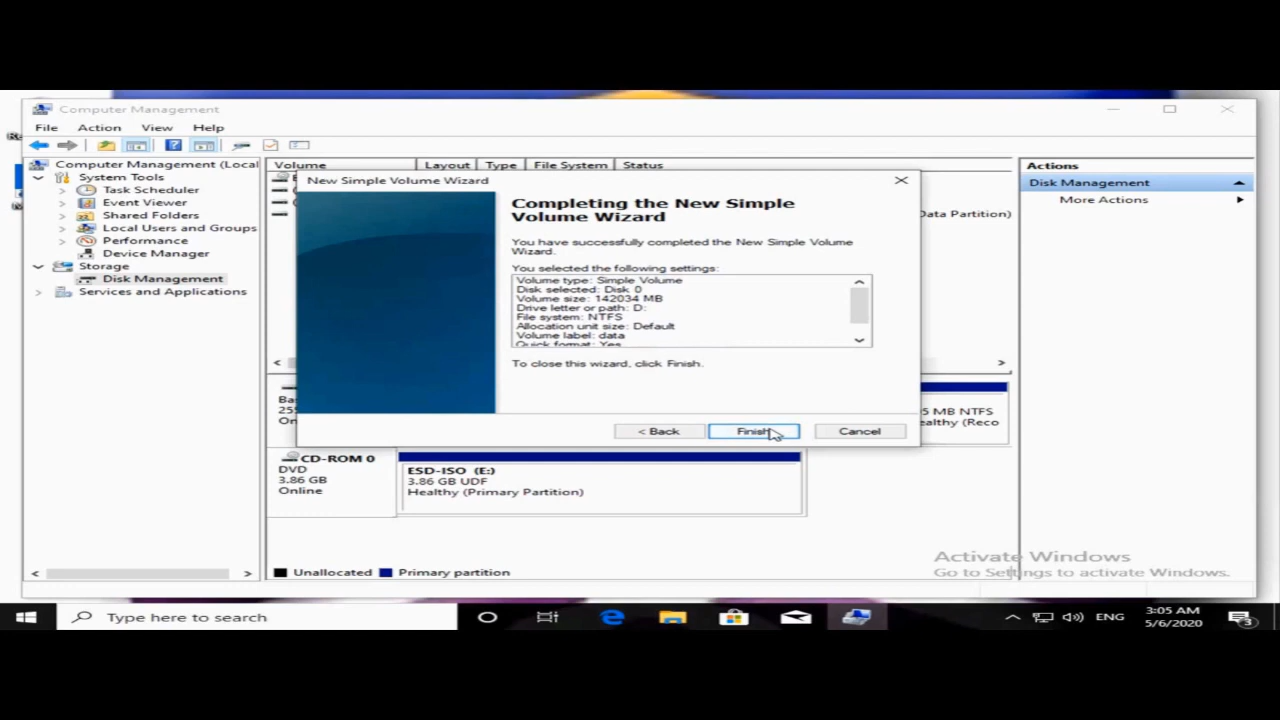 Computer Management
File Action View Help
Computer Management (Local
System Tools
Task Scheduler
Event Viewer
Shared Folders
Local Users and Groups
Performance
Device Manager
Storage
Disk Management
Services and Applications
Volume Layout Type File System Status
Data Partition)
New Simple Volume Wizard
Completing the New Simple
Volume Wizard
You have successfully completed the New Simple Volume
Wizard.
You selected the following settings:
Volume type: Simple Volume
Disk selected: Disk 0
Volume size: 142034 MB
Drive letter or path: D:
File system: NTFS
Allocation unit size: Default
Volume label: data
Quick format: Yes
To close this wizard, click Finish.
< Back Finish Cancel
Actions
Disk Management
More Actions
Ba
25
On
5 MB NTFS
ealthy (Reco
CD-ROM 0
DVD
3.86 GB
Online
ESD-ISO (E:)
3.86 GB UDF
Healthy (Primary Partition)
Unallocated Primary partition
Activate Windows
Go to Settings to activate Windows.
Type here to search
ENG
3:05 AM
5/6/2020
3